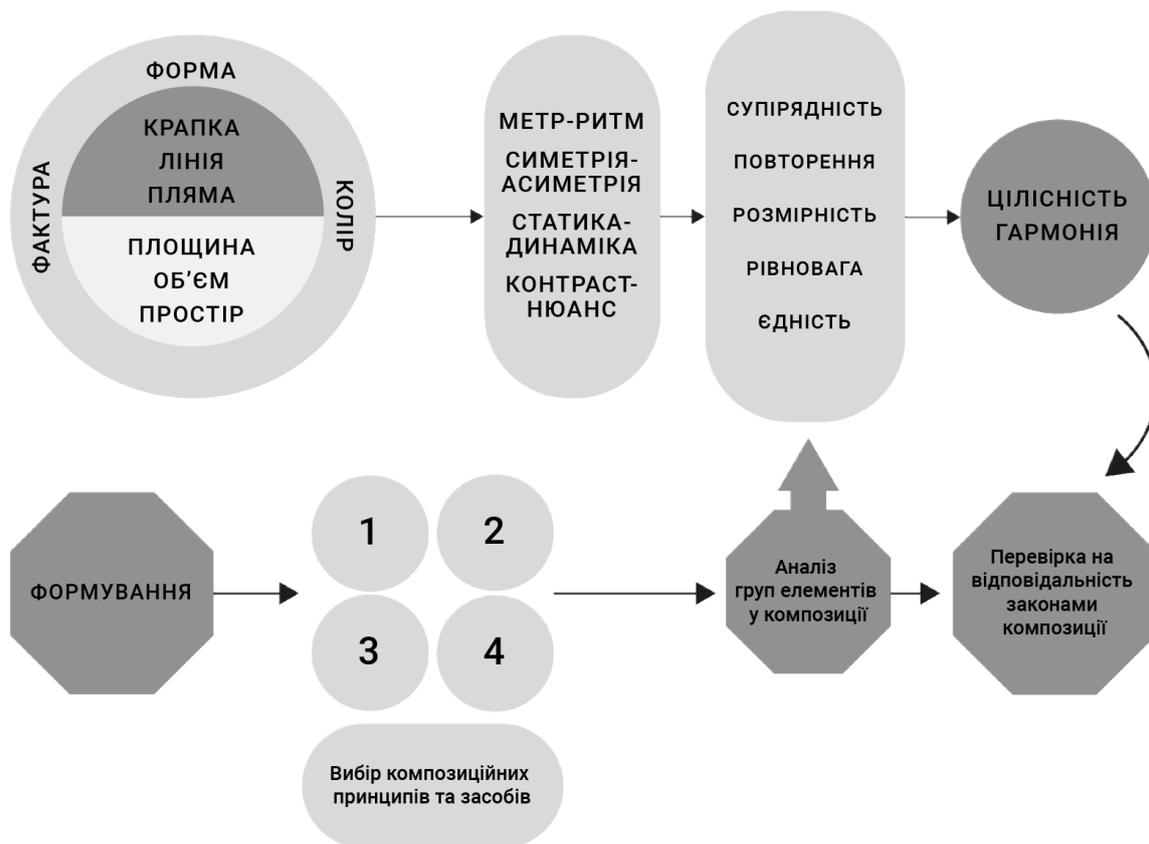 ФОРМА
ФАКТУРА
КОЛІР
КРАПКА
ЛІНІЯ
ПЛЯМА
ПЛОЩИНА
ОБ’ЄМ
ПРОСТІР
МЕТР-РИТМ
СИМЕТРІЯ-
АСИМЕТРІЯ
СТАТИКА-
ДИНАМІКА
КОНТРАСТ-
НЮАНС
СУПІРЯДНІСТЬ
ПОВТОРЕННЯ
РОЗМІРНІСТЬ
РІВНОВАГА
ЄДНІСТЬ
ЦІЛІСНІСТЬ
ГАРМОНІЯ
ФОРМУВАННЯ
1
2
3
4
Вибір композиційних
принципів та засобів
Аналіз
груп елементів
у композиції
Перевірка на
відповідальність
законами
композиції